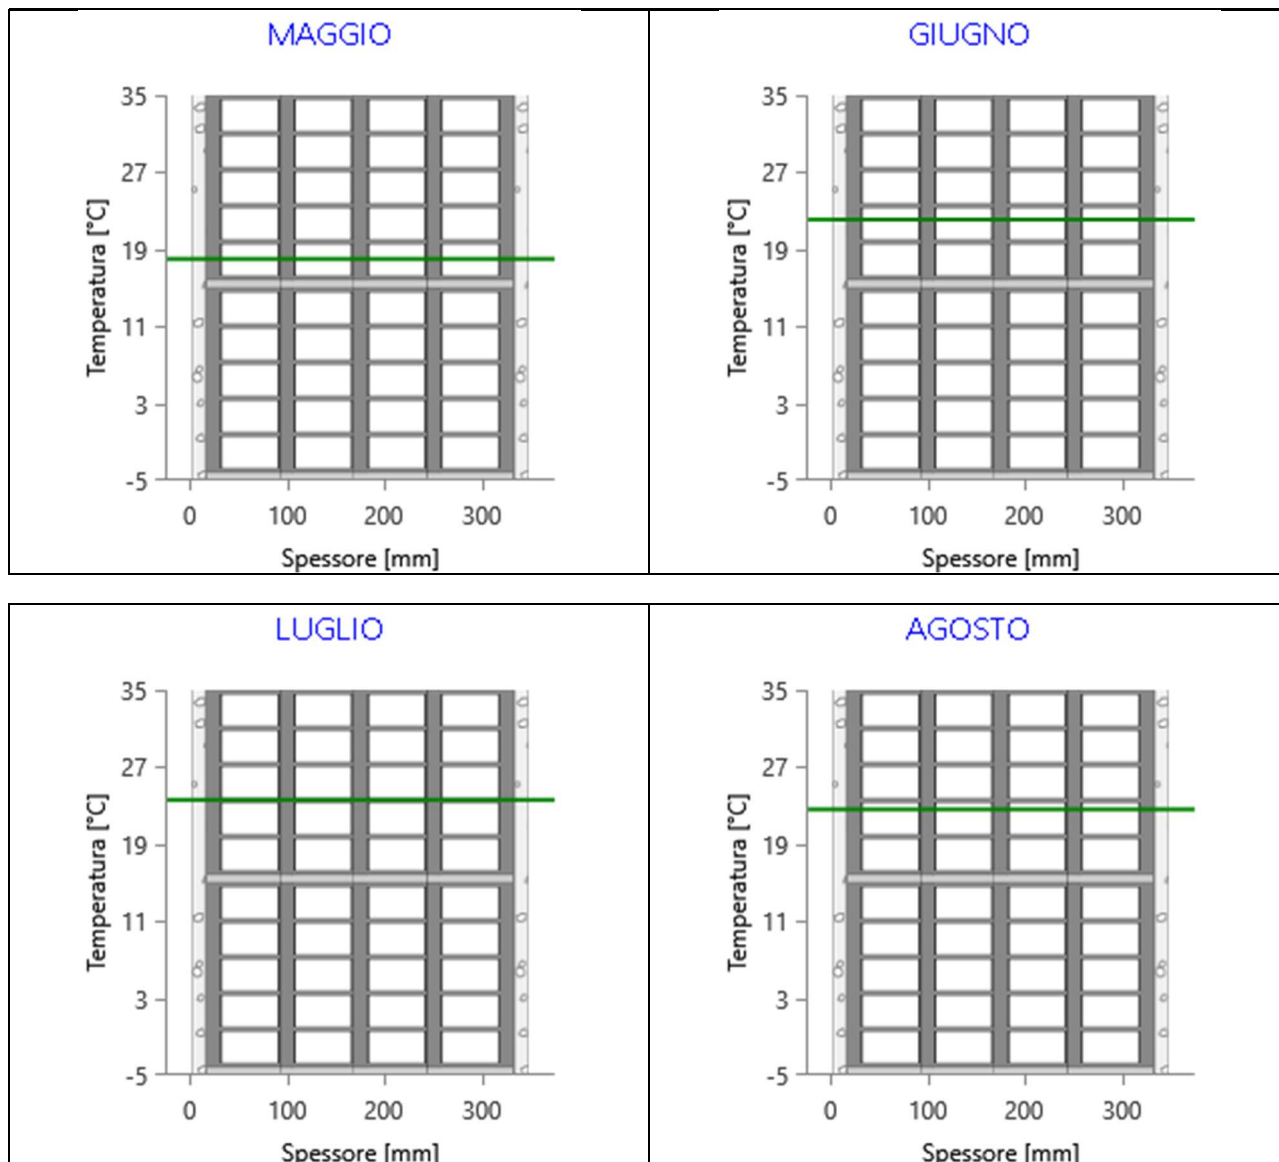 MAGGIO
35
27
19
11
3
-5
Temperatura [°C]
0 100 200 300
Spessore [mm]
GIUGNO
35
27
19
11
3
-5
Temperatura [°C]
0 100 200 300
Spessore [mm]
LUGLIO
35
27
19
11
3
-5
Temperatura [°C]
0 100 200 300
Spessore [mm]
AGOSTO
35
27
19
11
3
-5
Temperatura [°C]
0 100 200 300
Spessore [mm]